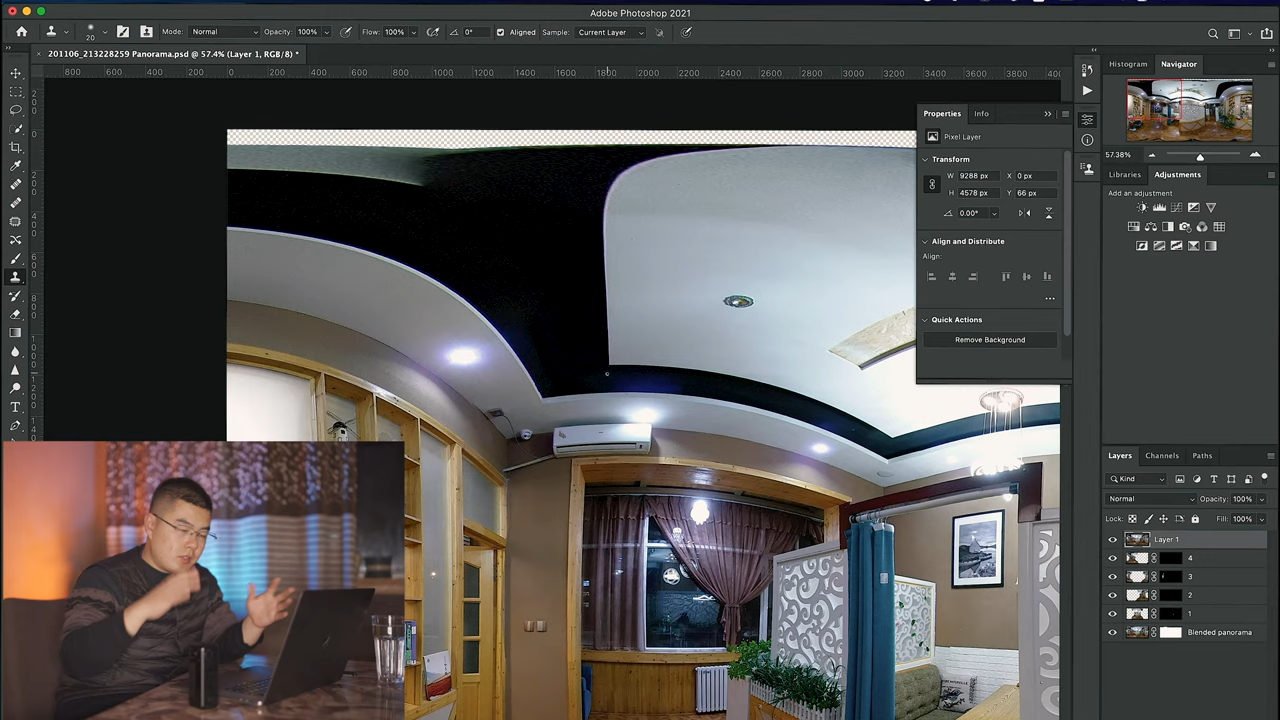 Adobe Photoshop 2021
20
Mode: Normal
Opacity: 100%
Flow: 100%
0°
Aligned
Sample: Current Layer
201106_213228259 Panorama.psd @ 57.4% (Layer 1, RGB/8) *
800 600 400 200 0 200 400 600 800 1000 1200 1400 1600 1800 2000 2200 2400 2600 2800 3000 3200 3400 3600 3800
Histogram Navigator
57.38%
Properties Info
Pixel Layer
Transform
W 9288 px X 0 px
H 4578 px Y 66 px
0.00°
Align and Distribute
Align:
Quick Actions
Remove Background
Libraries Adjustments
Add an adjustment
Layers Channels Paths
Kind
Normal Opacity: 100%
Lock: Fill: 100%
Layer 1
4
3
2
1
Blended panorama